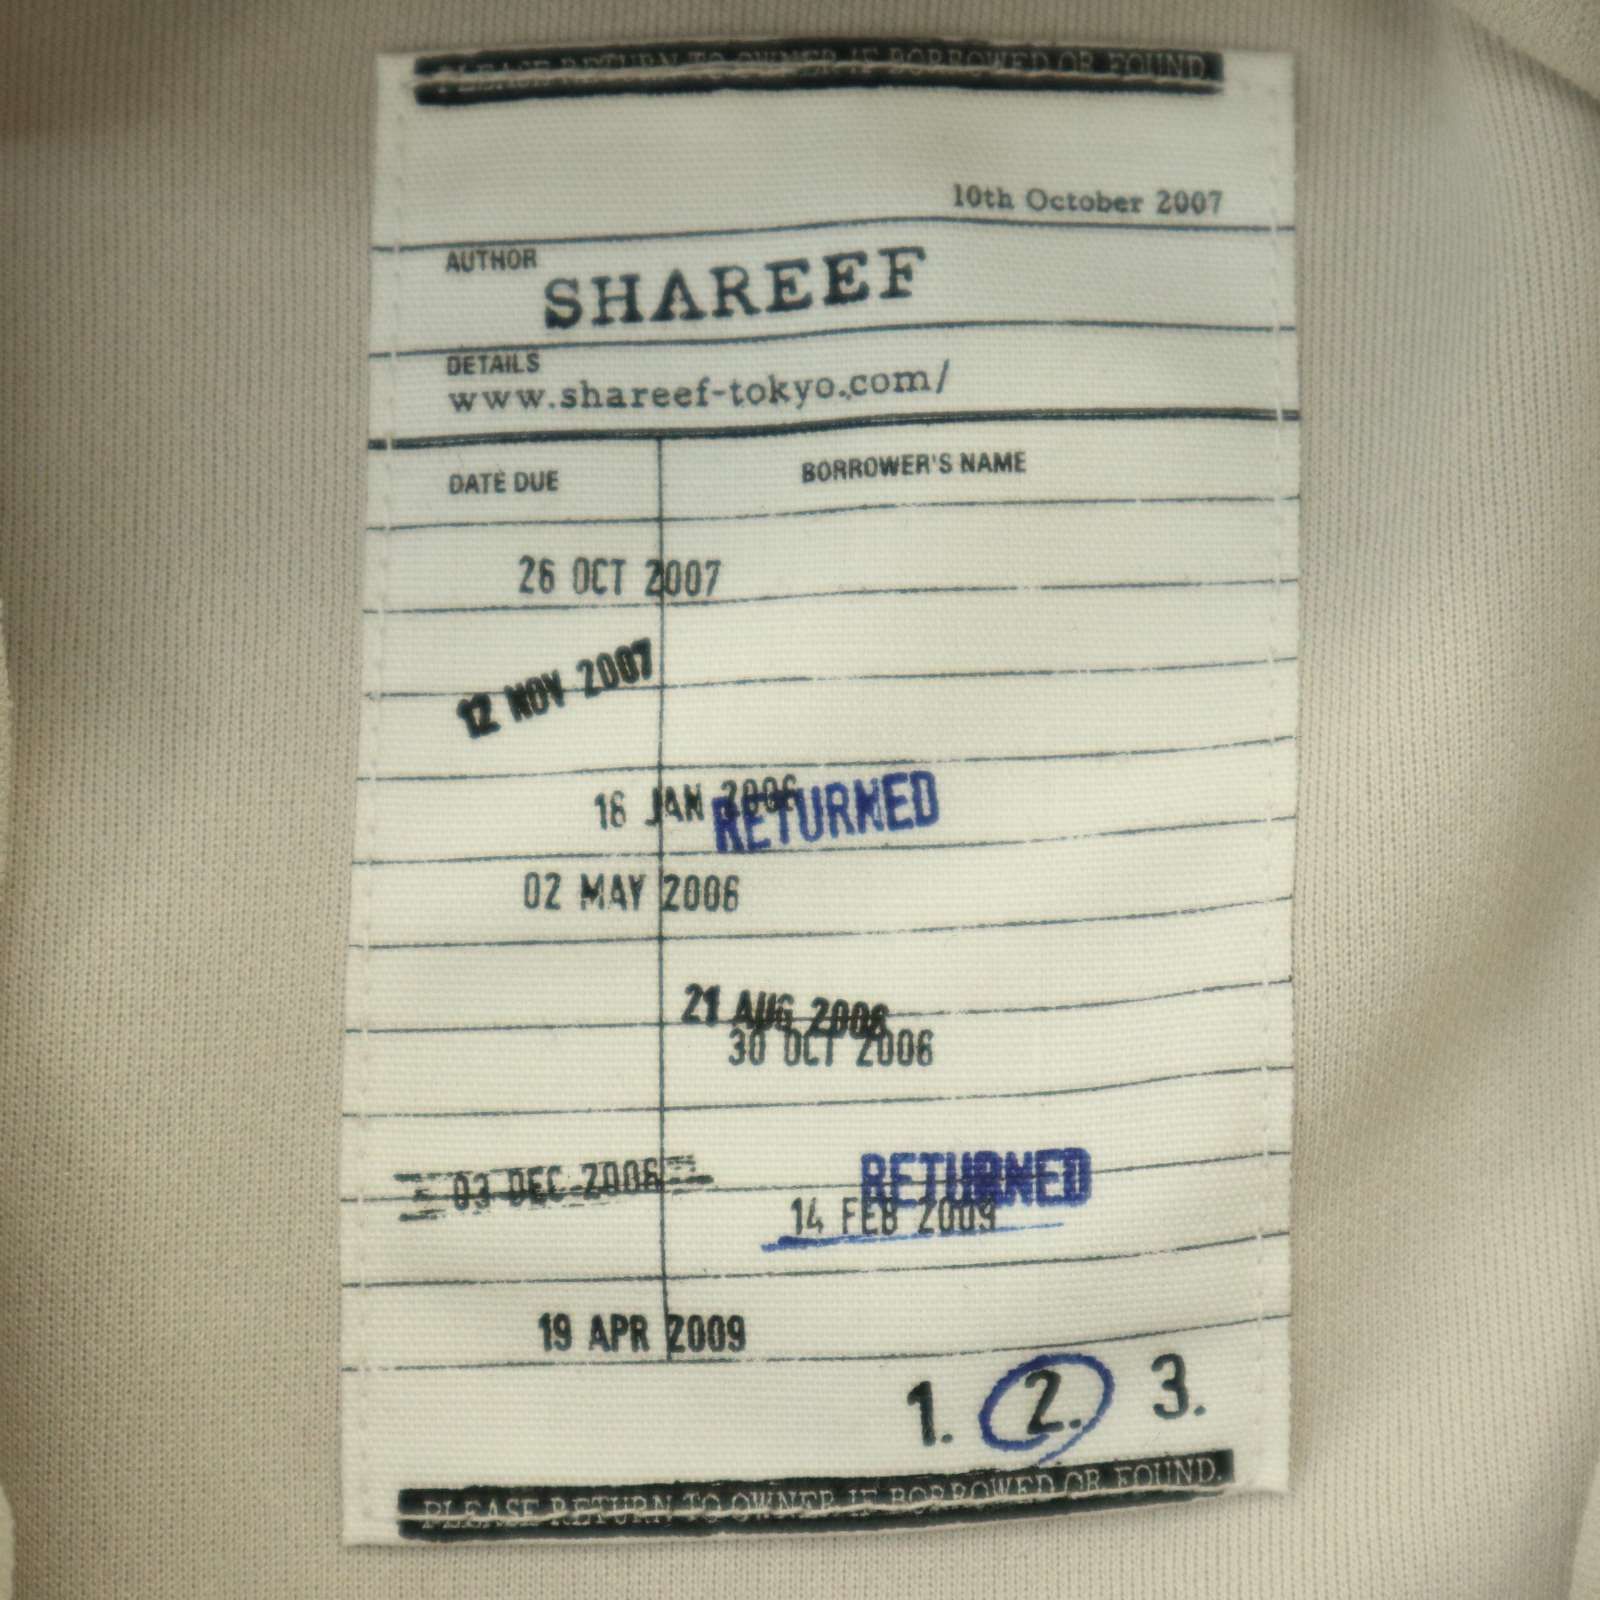 PLEASE RETURN TO OWNER IF BORROWED OR FOUND.
10th October 2007
AUTHOR SHAREEF
DETAILS
www.shareef-tokyo.com/
DATE DUE BORROWER'S NAME
26 OCT 2007
12 NOV 2007
16 JAN 2006 RETURNED
02 MAY 2006
21 AUG 2006
30 OCT 2006
03 DEC 2006 RETURNED
14 FEB 2009
19 APR 2009
1. 2. 3.
PLEASE RETURN TO OWNER IF BORROWED OR FOUND.